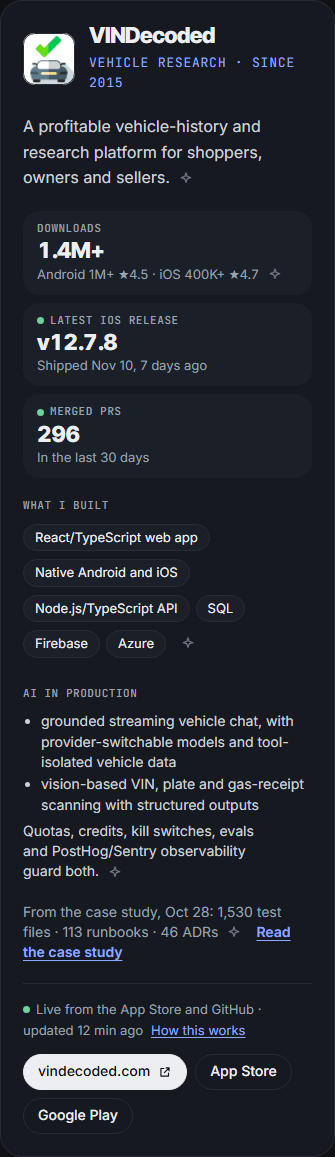 VINDecoded
VEHICLE RESEARCH · SINCE
2015
A profitable vehicle-history and
research platform for shoppers,
owners and sellers.
DOWNLOADS
1.4M+
Android 1M+ ★4.5 · iOS 400K+ ★4.7
LATEST IOS RELEASE
v12.7.8
Shipped Nov 10, 7 days ago
MERGED PRS
296
In the last 30 days
WHAT I BUILT
React/TypeScript web app
Native Android and iOS
Node.js/TypeScript API SQL
Firebase Azure
AI IN PRODUCTION
• grounded streaming vehicle chat, with
provider-switchable models and tool-
isolated vehicle data
• vision-based VIN, plate and gas-receipt
scanning with structured outputs
Quotas, credits, kill switches, evals
and PostHog/Sentry observability
guard both.
From the case study, Oct 28: 1,530 test
files · 113 runbooks · 46 ADRs Read
the case study
Live from the App Store and GitHub ·
updated 12 min ago How this works
vindecoded.com App Store
Google Play